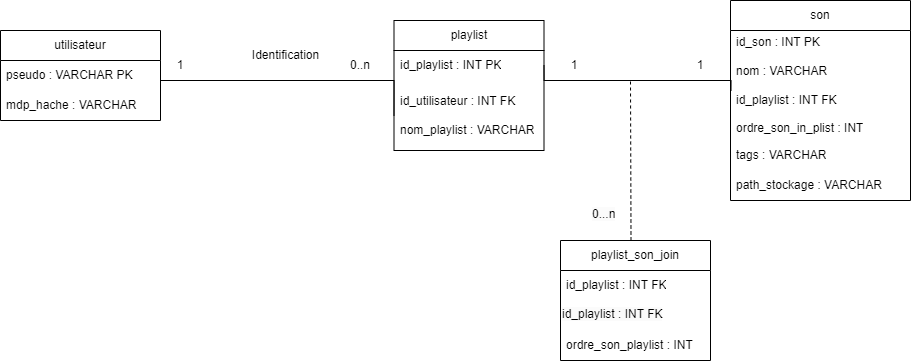 utilisateur
pseudo : VARCHAR PK
mdp_hache : VARCHAR
1
Identification
0..n
playlist
id_playlist : INT PK
id_utilisateur : INT FK
nom_playlist : VARCHAR
1
1
son
id_son : INT PK
nom : VARCHAR
id_playlist : INT FK
ordre_son_in_plist : INT
tags : VARCHAR
path_stockage : VARCHAR
0...n
playlist_son_join
id_playlist : INT FK
id_playlist : INT FK
ordre_son_playlist : INT